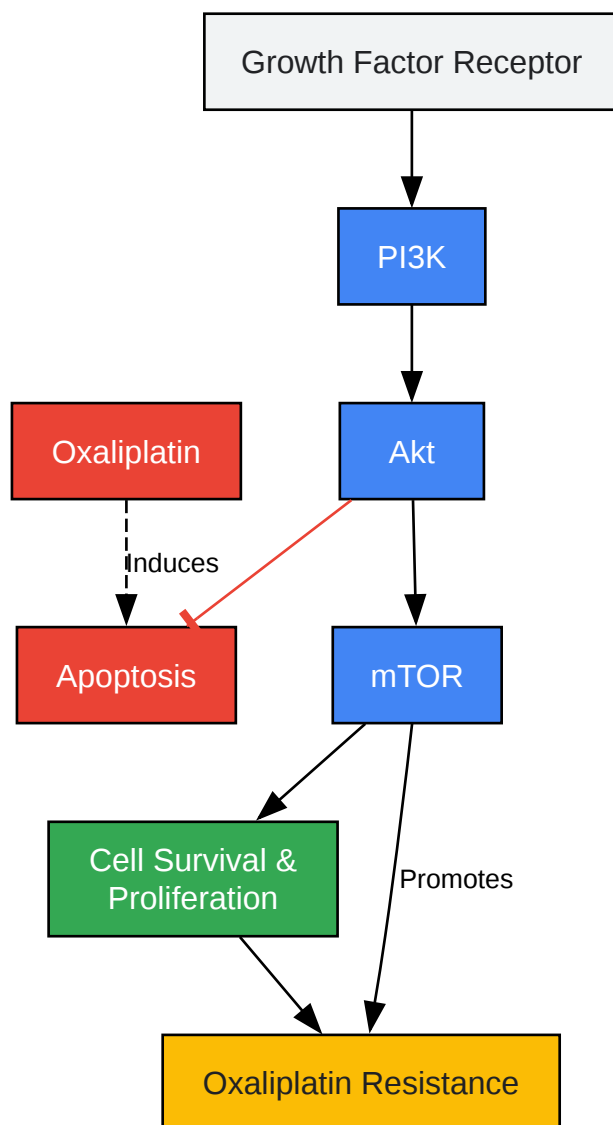 Growth Factor Receptor
PI3K
Oxaliplatin
Akt
Induces
Apoptosis
mTOR
Cell Survival &
Proliferation
Promotes
Oxaliplatin Resistance